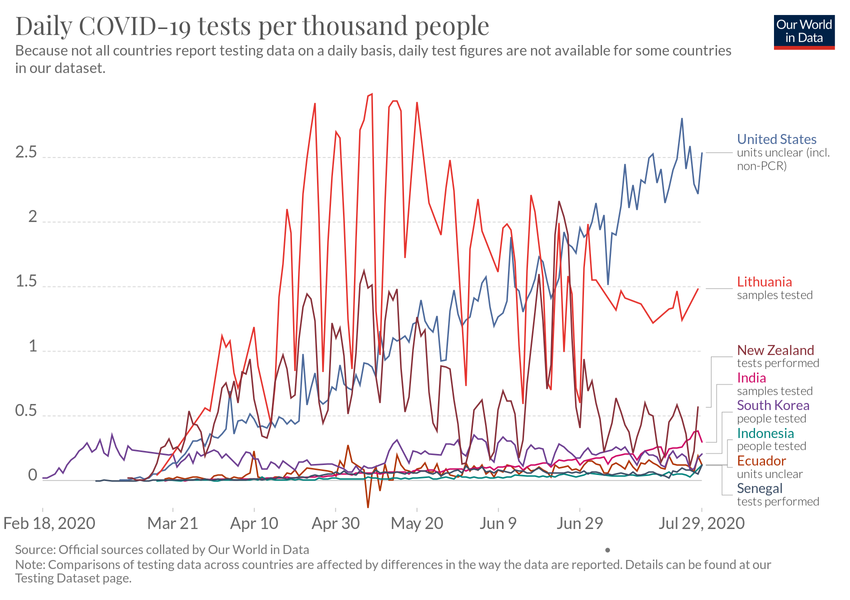 Daily COVID-19 tests per thousand people
Our World
in Data
Because not all countries report testing data on a daily basis, daily test figures are not available for some countries
in our dataset.
2.5
2
1.5
1
0.5
0
United States
units unclear (incl.
non-PCR)
Lithuania
samples tested
New Zealand
tests performed
India
samples tested
South Korea
people tested
Indonesia
people tested
Ecuador
units unclear
Senegal
tests performed
Feb 18, 2020
Mar 21
Apr 10
Apr 30
May 20
Jun 9
Jun 29
Jul 29, 2020
Source: Official sources collated by Our World in Data
Note: Comparisons of testing data across countries are affected by differences in the way the data are reported. Details can be found at our
Testing Dataset page.